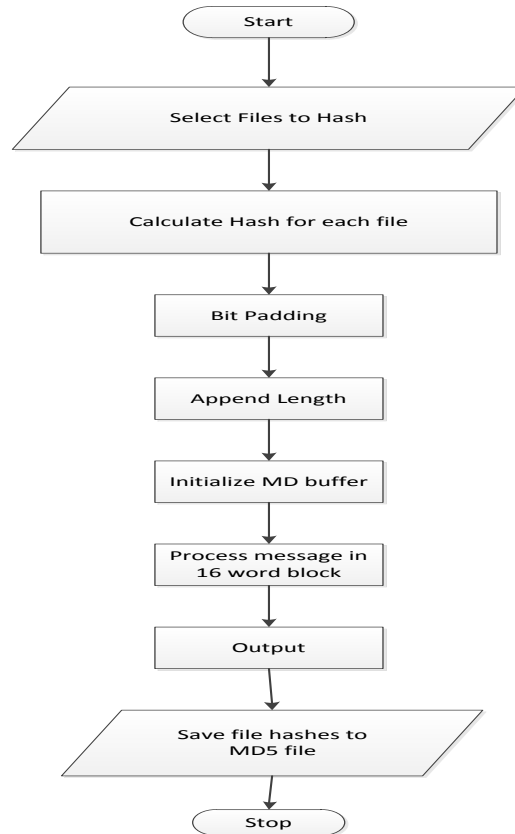 Start
Select Files to Hash
Calculate Hash for each file
Bit Padding
Append Length
Initialize MD buffer
Process message in
16 word block
Output
Save file hashes to
MD5 file
Stop